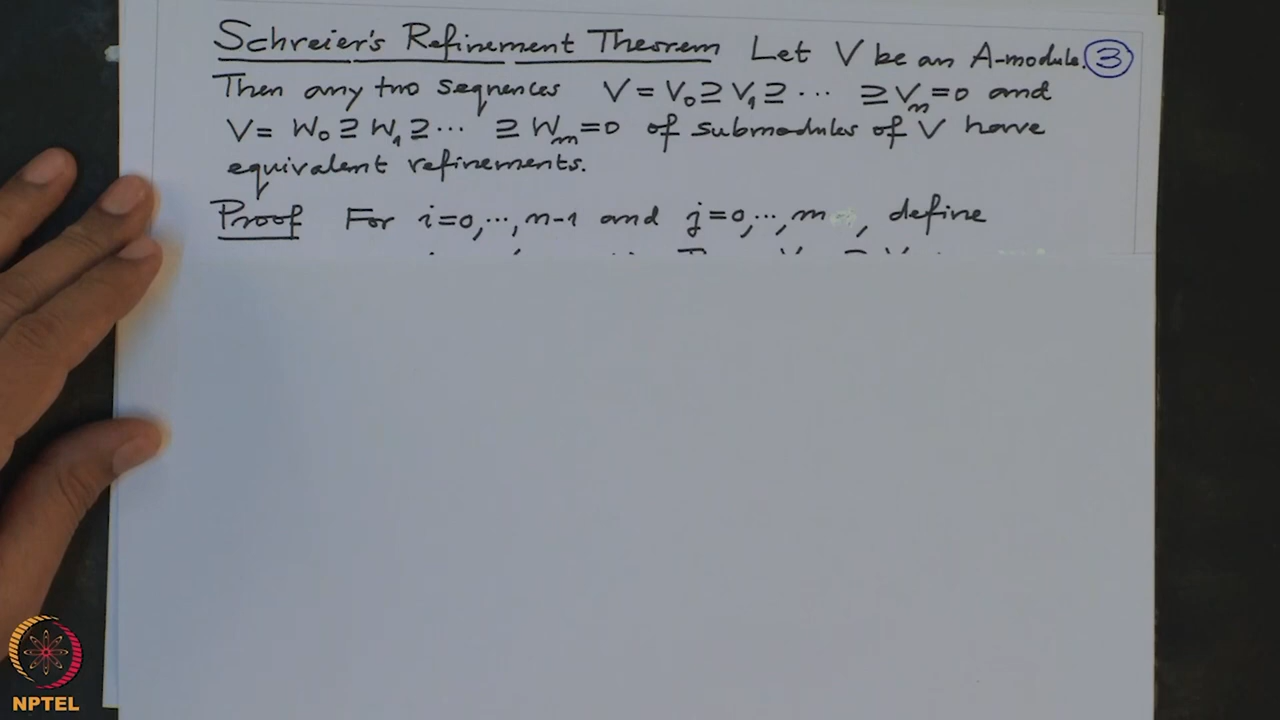 Schreier's Refinement Theorem Let V be an A-module. ③
Then any two sequences V = V₀ ⊇ V₁ ⊇ ··· ⊇ Vₙ = 0 and
V = W₀ ⊇ W₁ ⊇ ··· ⊇ Wₘ = 0 of submodules of V have
equivalent refinements.
Proof For i=0,···,n-1 and j=0,···,m , define
NPTEL